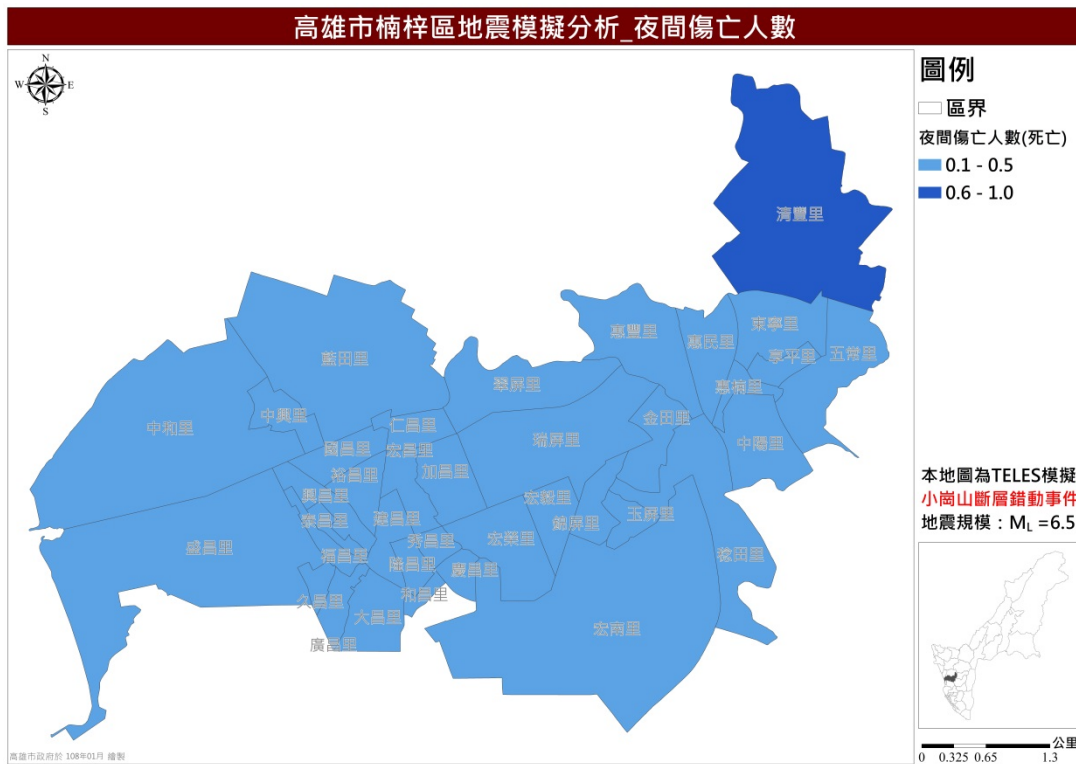 高雄市楠梓區地震模擬分析_夜間傷亡人數
N
W E
S
圖例
區界
夜間傷亡人數(死亡)
0.1 - 0.5
0.6 - 1.0
清豐里
惠豐里
惠民里
東寧里
享平里
五常里
藍田里
翠屏里
惠楠里
中和里
中興里
仁昌里
金田里
國昌里
宏昌里
瑞屏里
中陽里
裕昌里
加昌里
興昌里
宏毅里
泰昌里
建昌里
錦屏里
玉屏里
盛昌里
福昌里
秀昌里
宏榮里
隆昌里
慶昌里
稔田里
久昌里
和昌里
大昌里
宏南里
廣昌里
本地圖為TELES模擬
小崗山斷層錯動事件
地震規模：ML =6.5
公里
0 0.325 0.65 1.3
高雄市政府於 108年01月 繪製